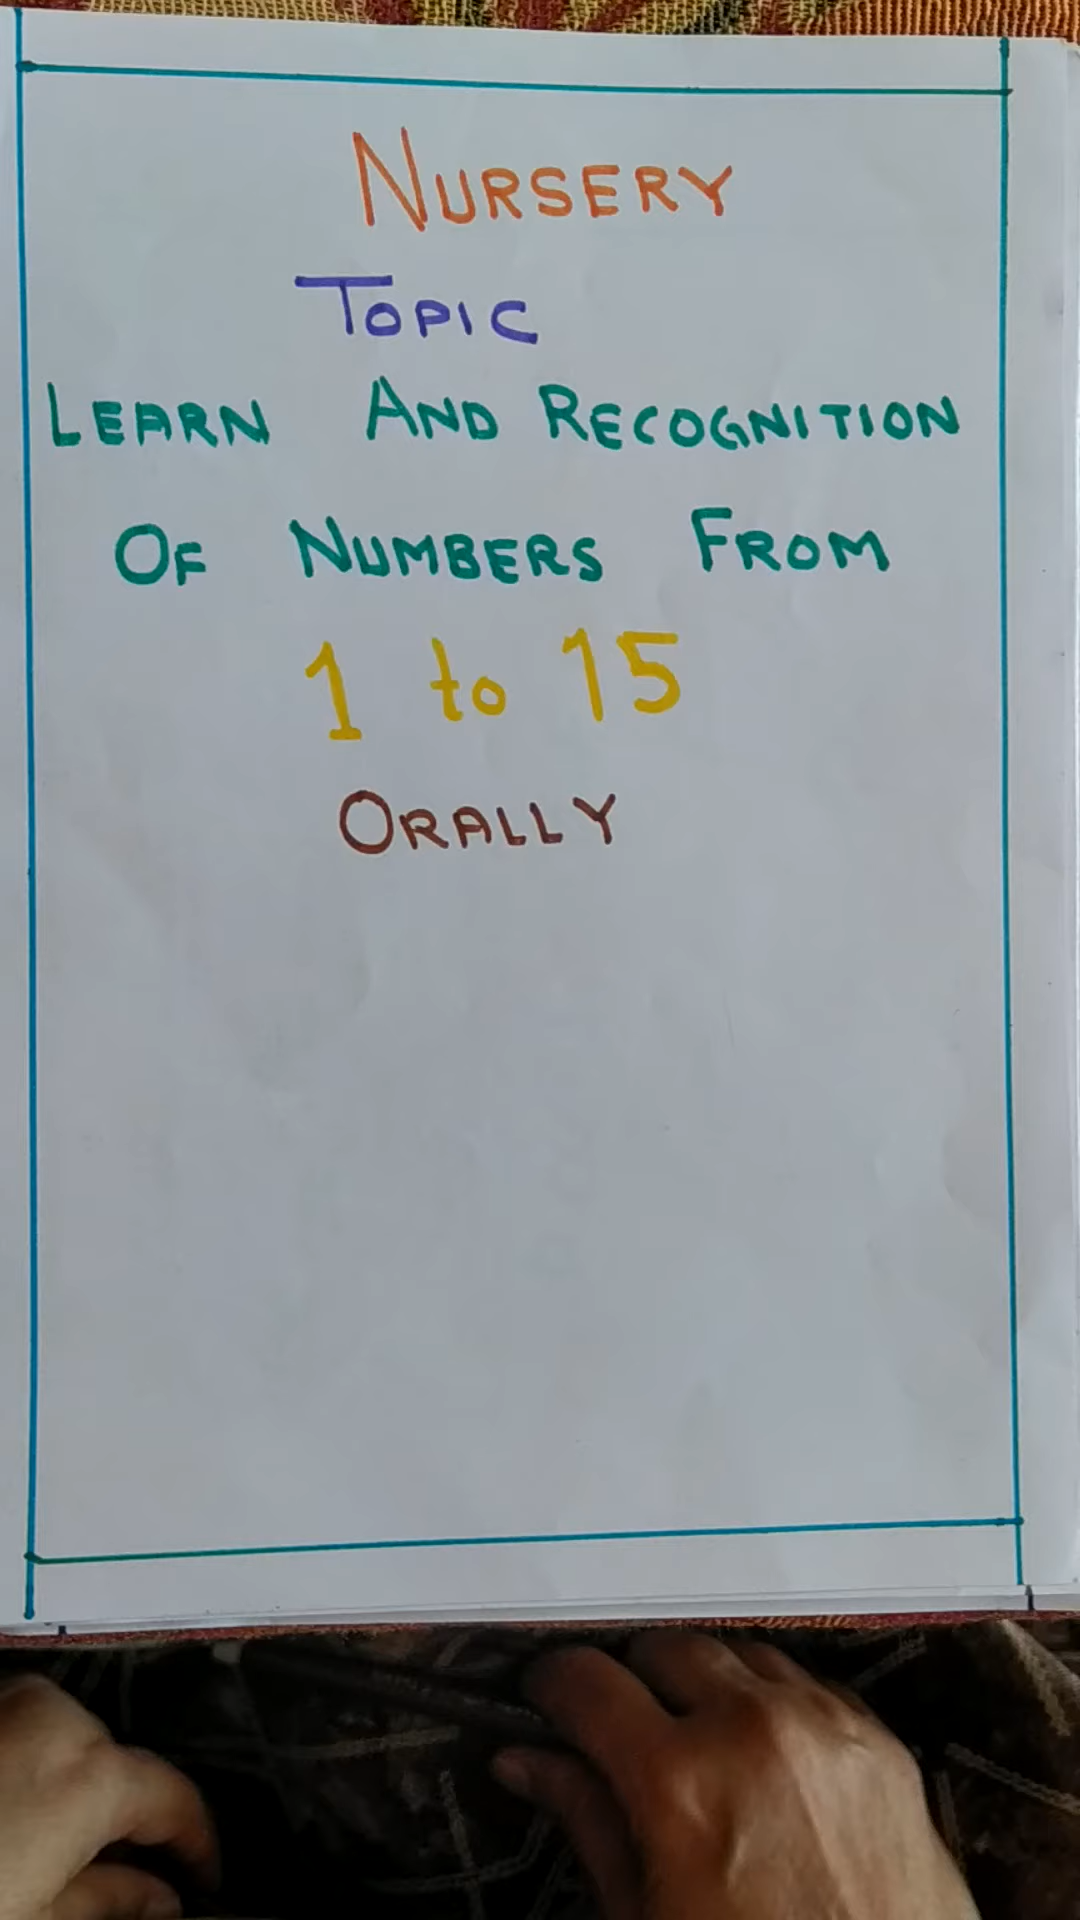 NURSERY
TOPIC
LEARN AND RECOGNITION
OF NUMBERS FROM
1 to 15
ORALLY